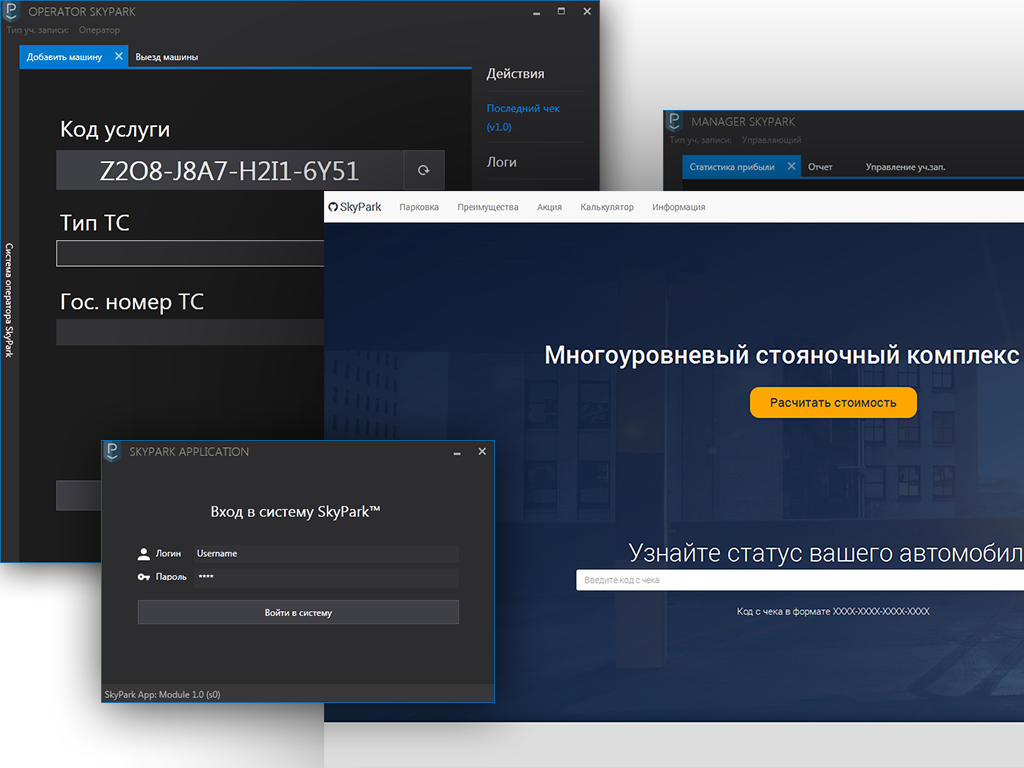 OPERATOR SKYPARK
Тип уч. записи: Оператор
Добавить машину
Выезд машины
Действия
Последний чек
(v1.0)
Логи
Код услуги
Z2O8-J8A7-H2I1-6Y51
Тип ТС
Гос. номер ТС
Система оператора SkyPark
MANAGER SKYPARK
Тип уч. записи: Управляющий
Статистика прибыли
Отчет
Управление уч.зап.
SkyPark
Парковка
Преимущества
Акция
Калькулятор
Информация
Многоуровневый стояночный комплекс
Расчитать стоимость
Узнайте статус вашего автомобил
Введите код с чека
Код с чека в формате XXXX-XXXX-XXXX-XXXX
SKYPARK APPLICATION
Вход в систему SkyPark™
Логин Username
Пароль ****
Войти в систему
SkyPark App: Module 1.0 (s0)